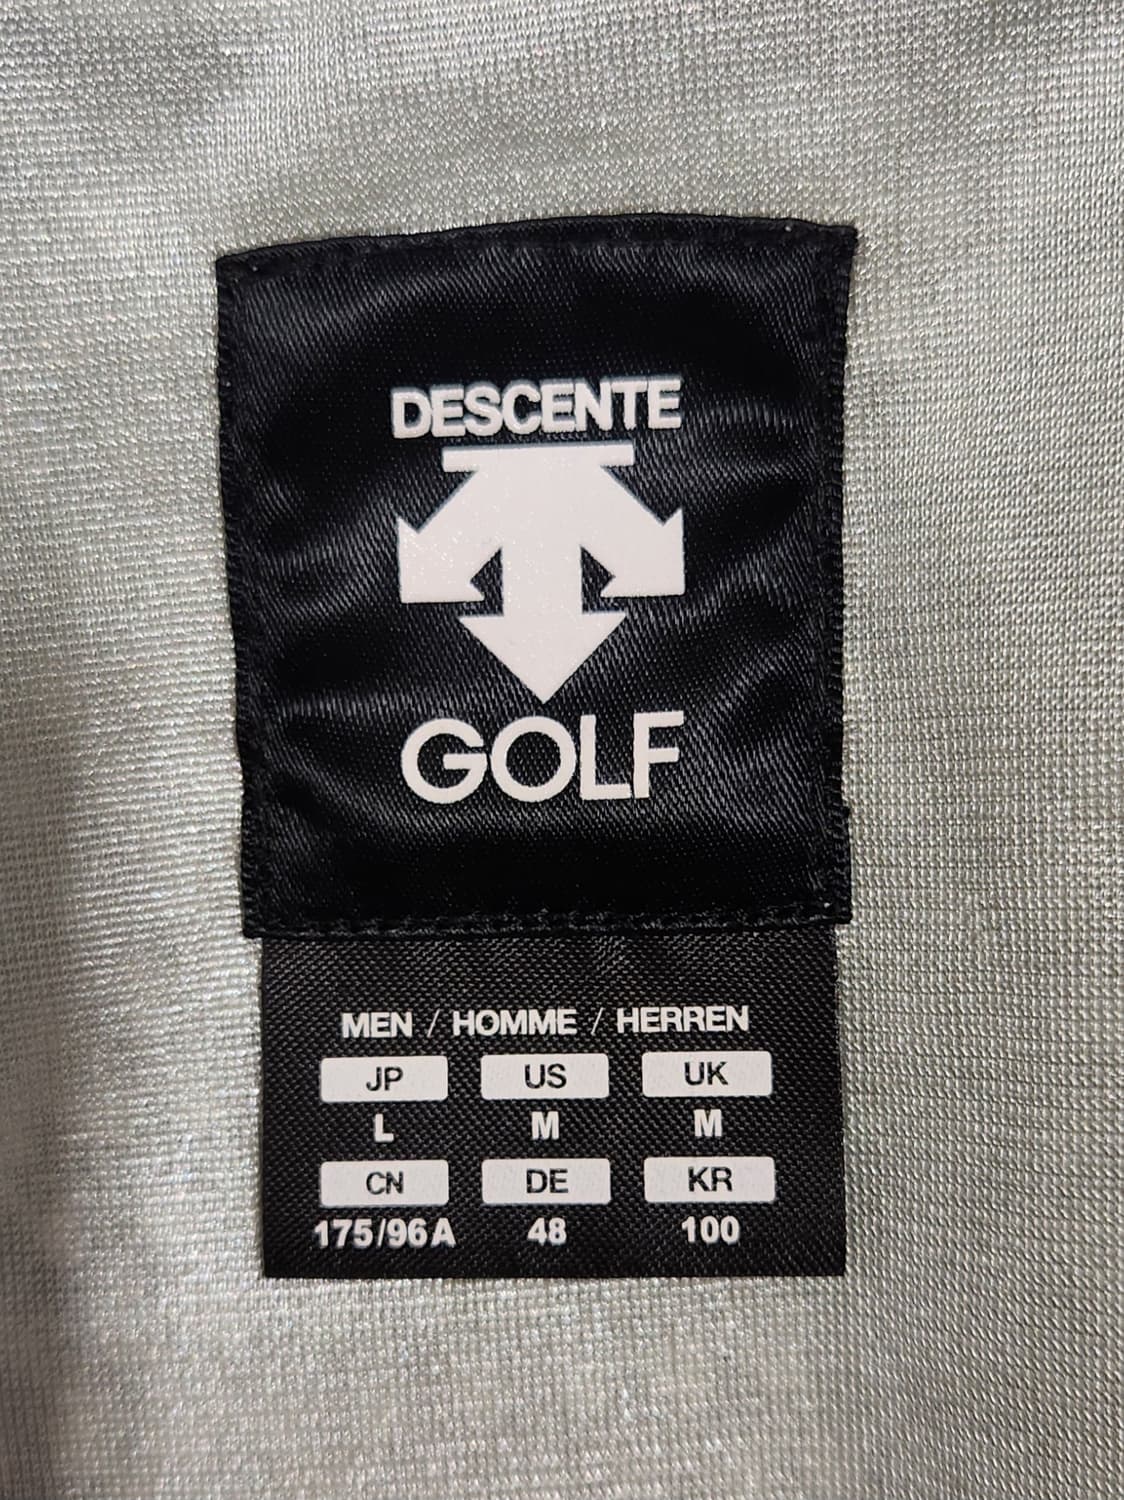 DESCENTE
GOLF
MEN / HOMME / HERREN
JP US UK
L M M
CN DE KR
175/96A 48 100